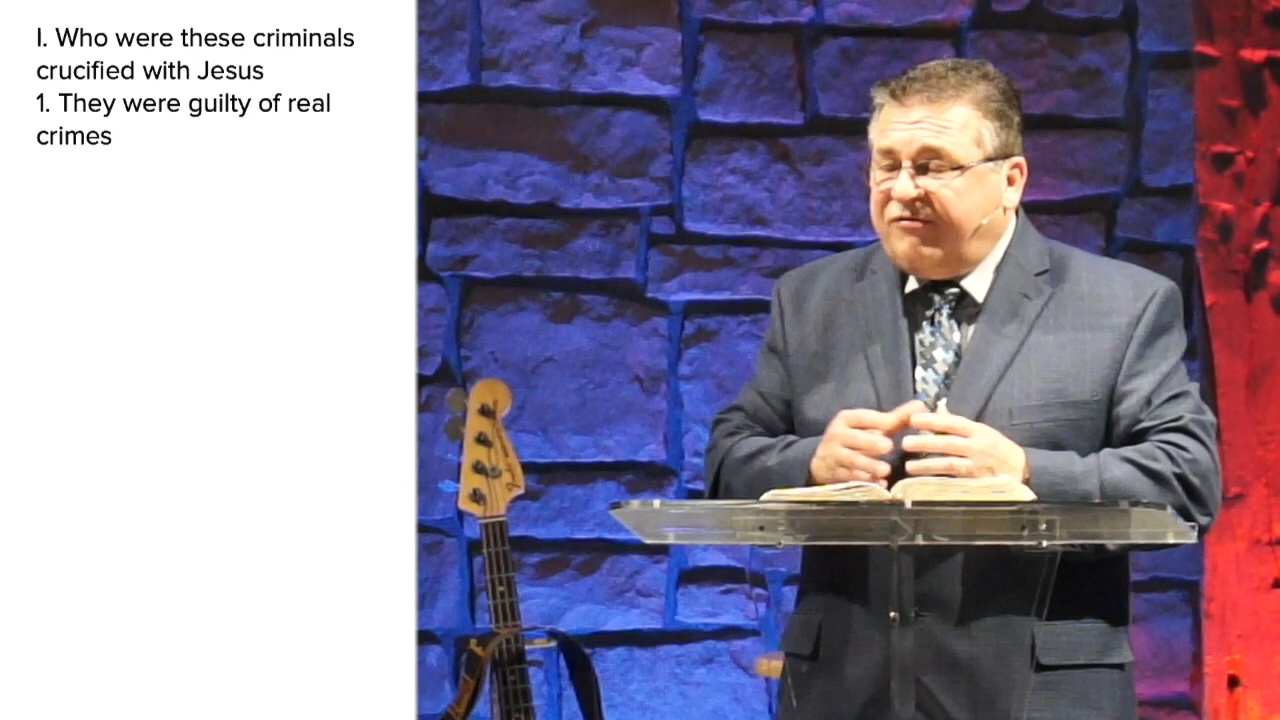 I. Who were these criminals
crucified with Jesus
1. They were guilty of real
crimes